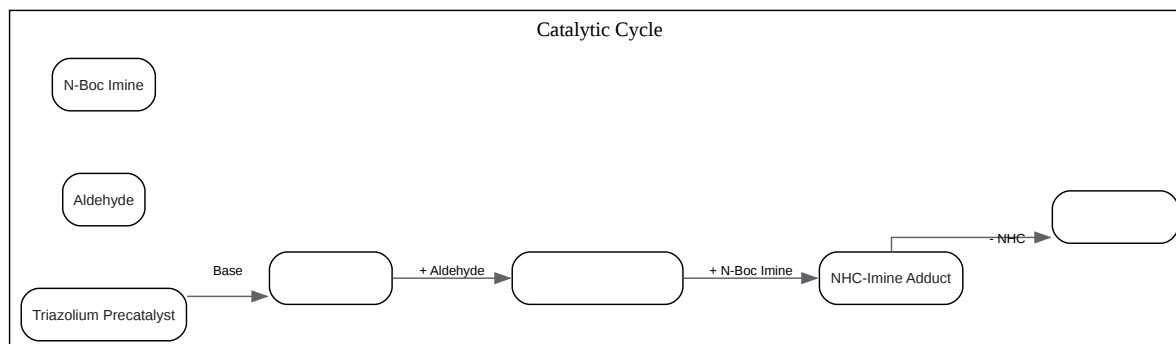 Catalytic Cycle
N-Boc Imine
Aldehyde
Triazolium Precatalyst
Base
+ Aldehyde
+ N-Boc Imine
NHC-Imine Adduct
- NHC